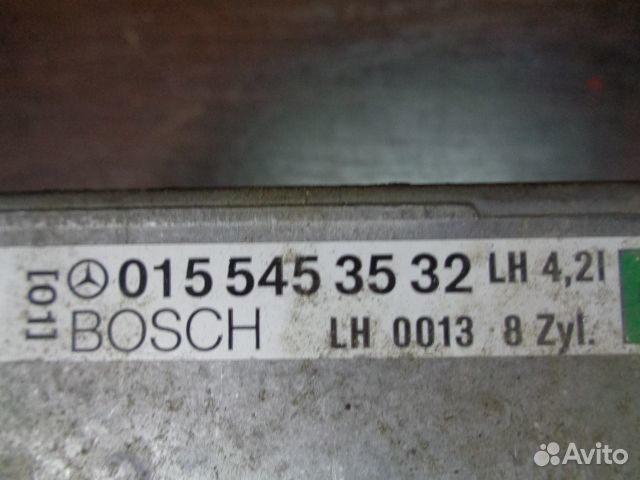 [011]
015 545 35 32 LH 4,2l
BOSCH LH 0013 8 Zyl.
Avito